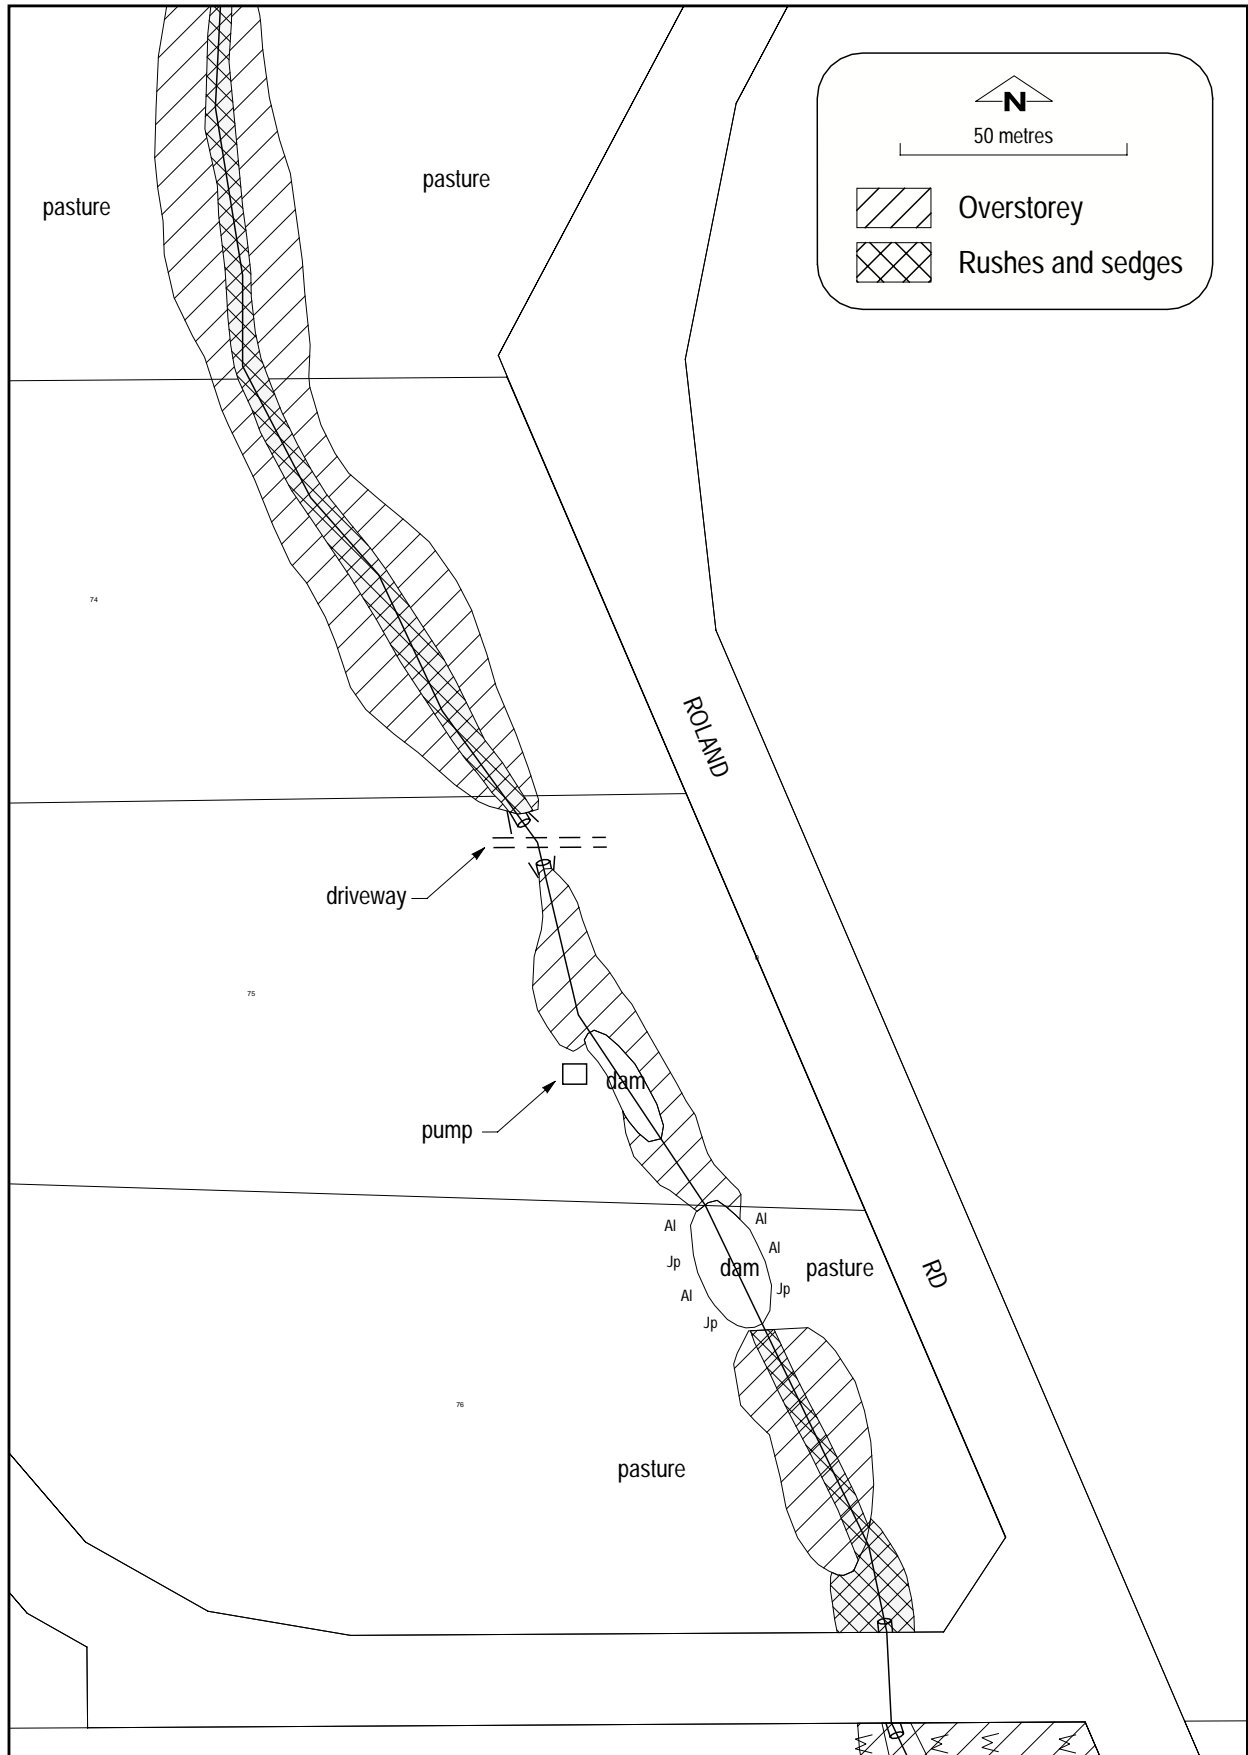 N
50 metres
Overstorey
Rushes and sedges
pasture
pasture
74
ROLAND
driveway
75
dam
pump
Al
Al
Al
Jp
dam
pasture
RD
Jp
Al
Jp
76
pasture